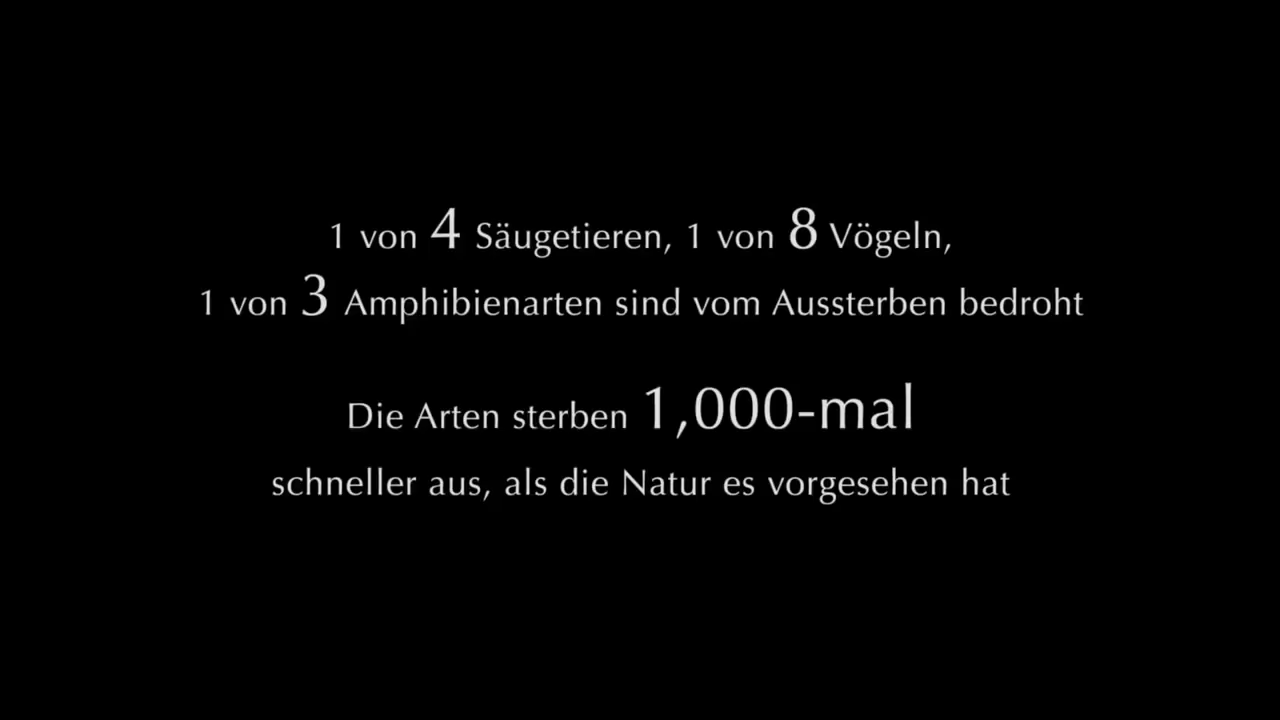 1 von 4 Säugetieren, 1 von 8 Vögeln,
1 von 3 Amphibienarten sind vom Aussterben bedroht
Die Arten sterben 1,000-mal
schneller aus, als die Natur es vorgesehen hat